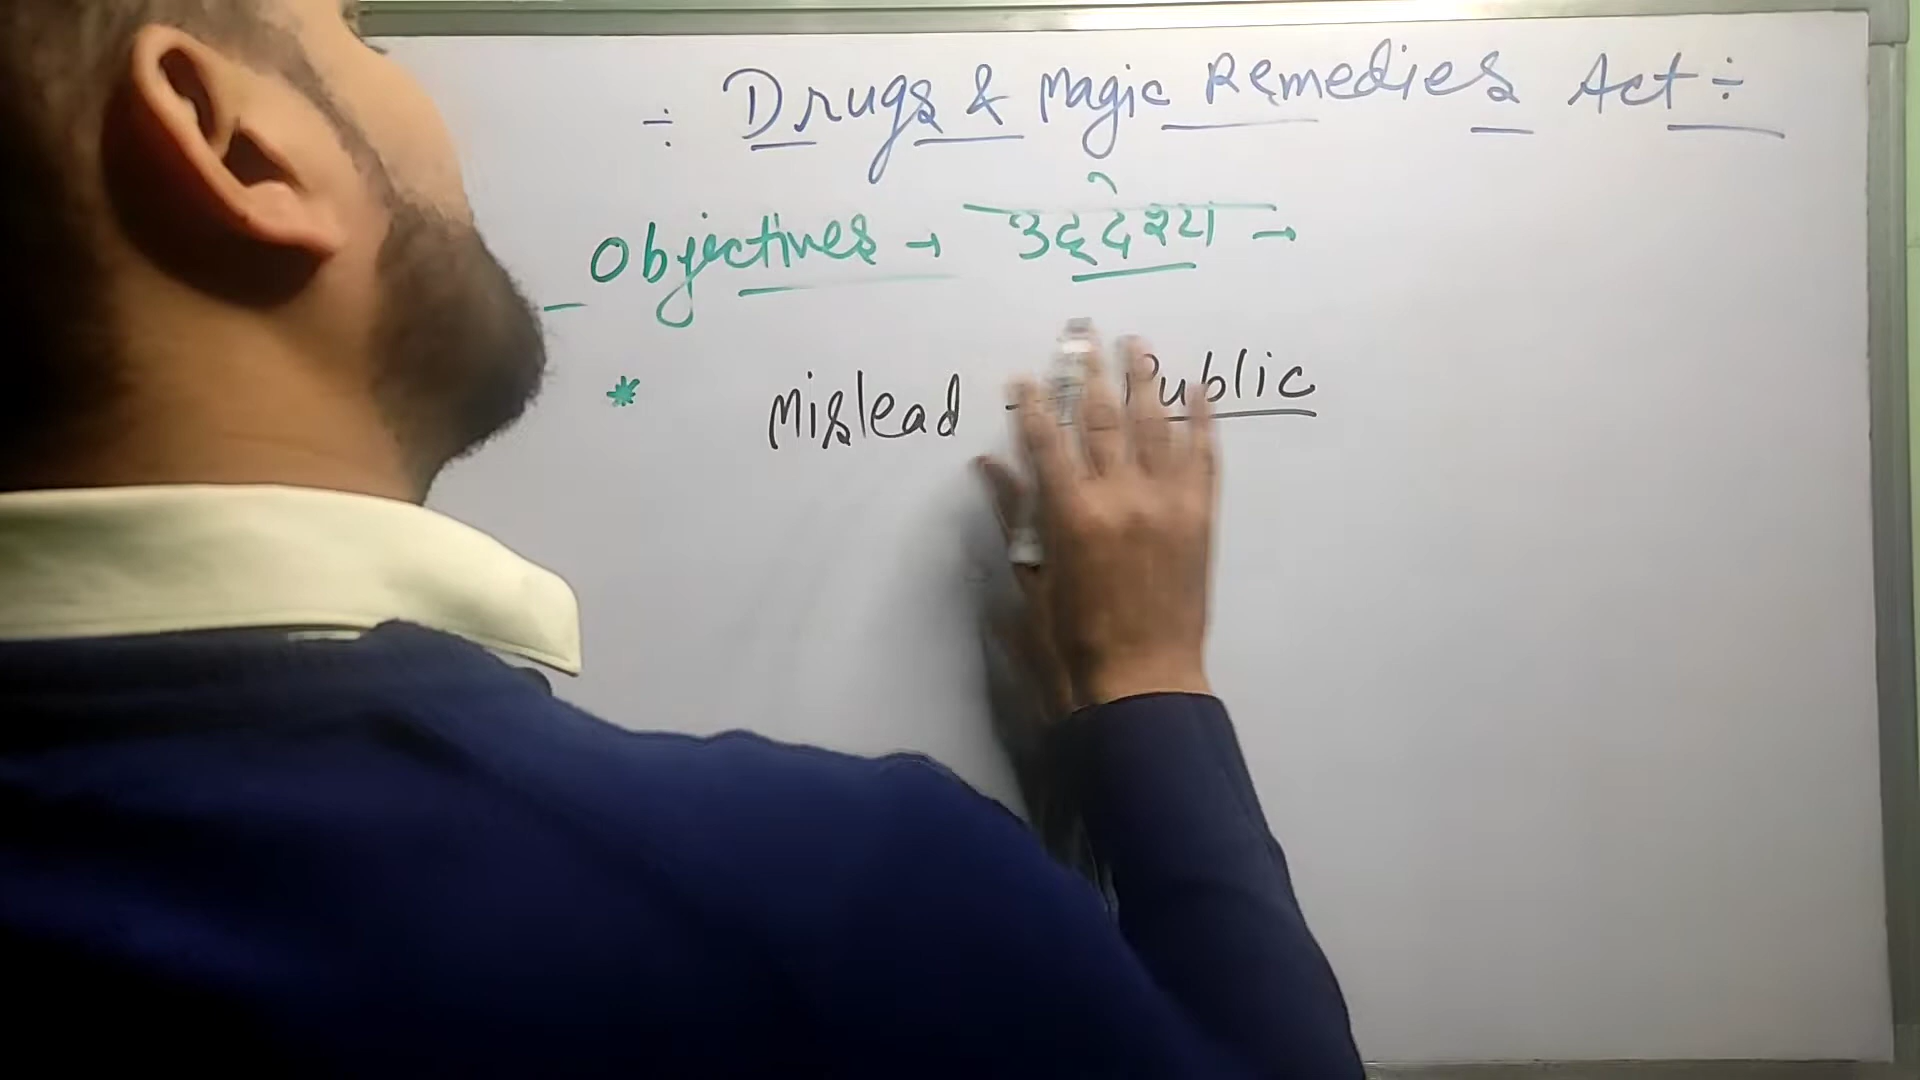 ÷ Drugs & Magic Remedies Act ÷
Objectives → उद्देश्य →
* Mislead → Public